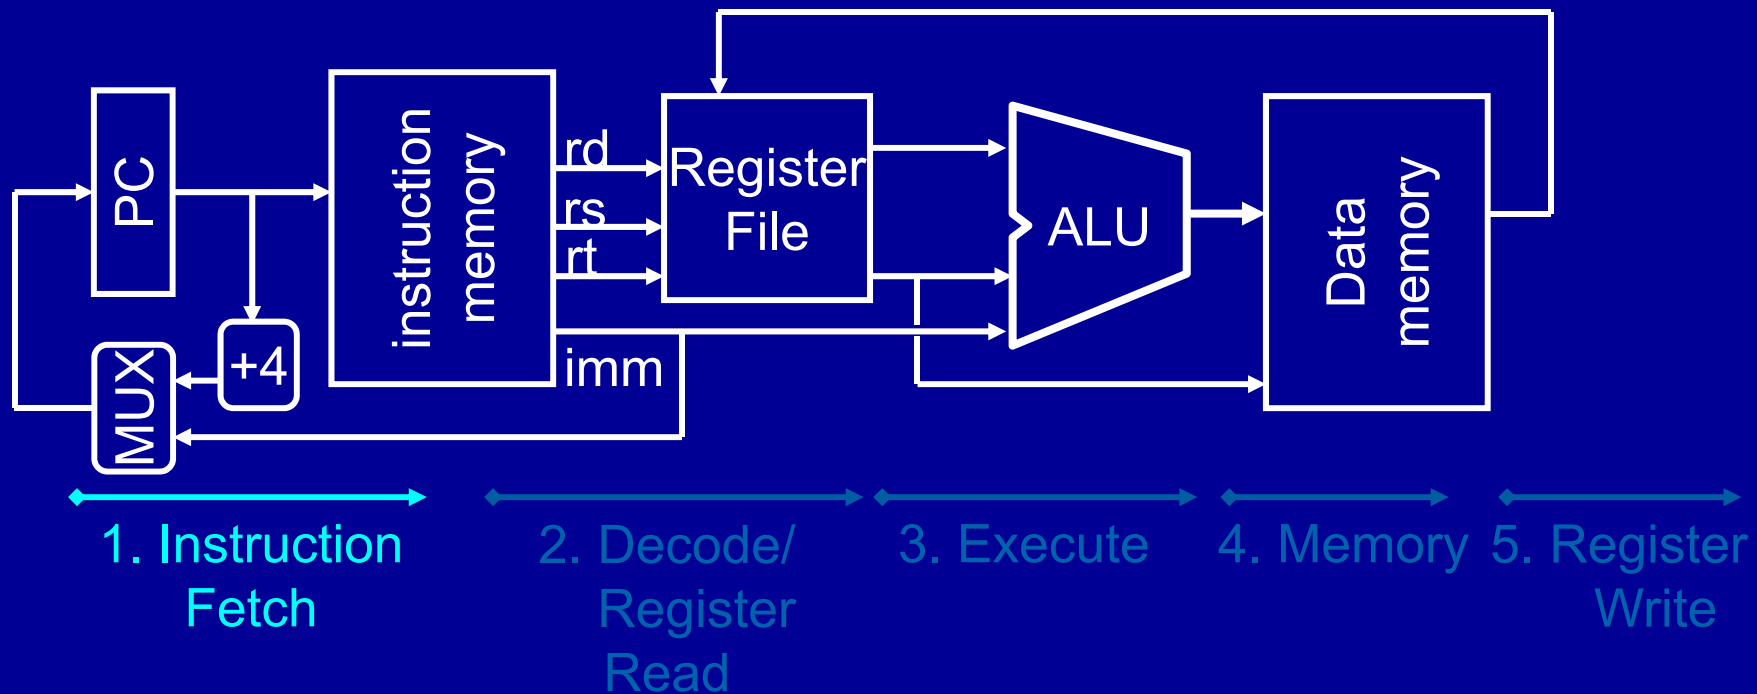 PC
+4
MUX
instruction
memory
rd
rs
rt
imm
Register
File
ALU
Data
memory
1. Instruction
Fetch
2. Decode/
Register
Read
3. Execute
4. Memory
5. Register
Write